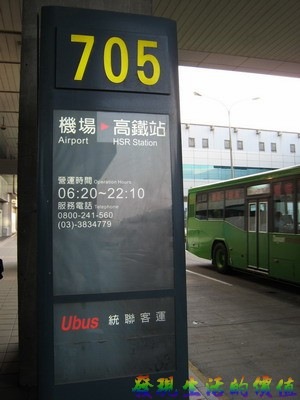 705
機場 ▶ 高鐵站
Airport HSR Station
營運時間 Operation Hours
06:20~22:10
服務電話 Telephone
0800-241-560
(03)-3834779
Ubus 統聯客運
發現生活的價值